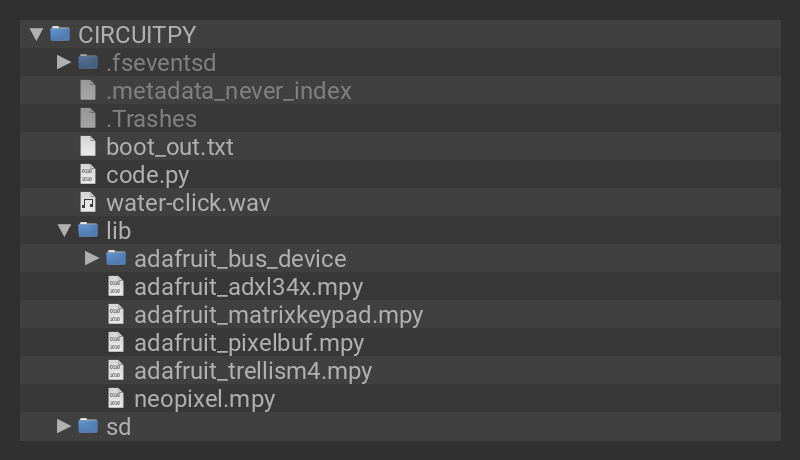 CIRCUITPY
.fseventsd
.metadata_never_index
.Trashes
boot_out.txt
code.py
water-click.wav
lib
adafruit_bus_device
adafruit_adxl34x.mpy
adafruit_matrixkeypad.mpy
adafruit_pixelbuf.mpy
adafruit_trellism4.mpy
neopixel.mpy
sd